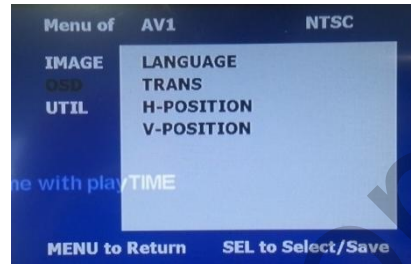 Menu of AV1 NTSC
IMAGE LANGUAGE
OSD TRANS
UTIL H-POSITION
V-POSITION
me with playTIME
MENU to Return SEL to Select/Save